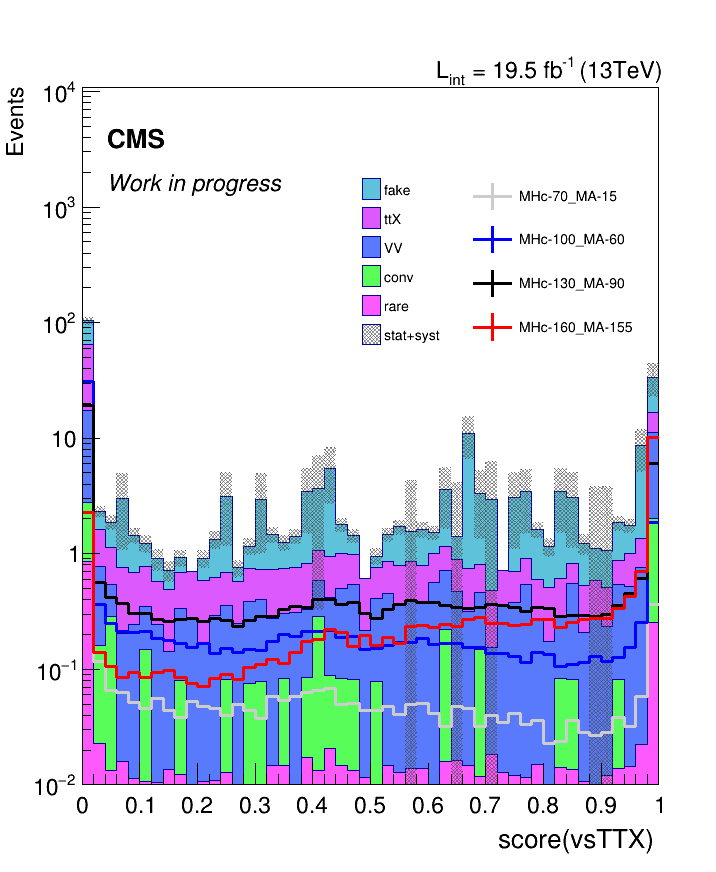 L_int = 19.5 fb^-1 (13TeV)
Events
CMS
Work in progress
fake
ttX
VV
conv
rare
stat+syst
MHc-70_MA-15
MHc-100_MA-60
MHc-130_MA-90
MHc-160_MA-155
10^4
10^3
10^2
10
1
10^-1
10^-2
0 0.1 0.2 0.3 0.4 0.5 0.6 0.7 0.8 0.9 1
score(vsTTX)